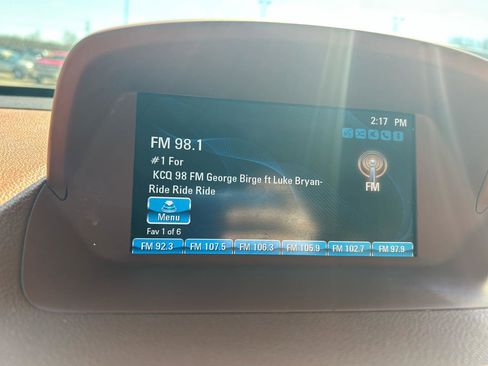 2:17 PM
FM 98.1
#1 For
KCQ 98 FM George Birge ft Luke Bryan-
Ride Ride Ride
FM
Menu
Fav 1 of 6
FM 92.3 FM 107.5 FM 106.3 FM 105.9 FM 102.7 FM 97.9